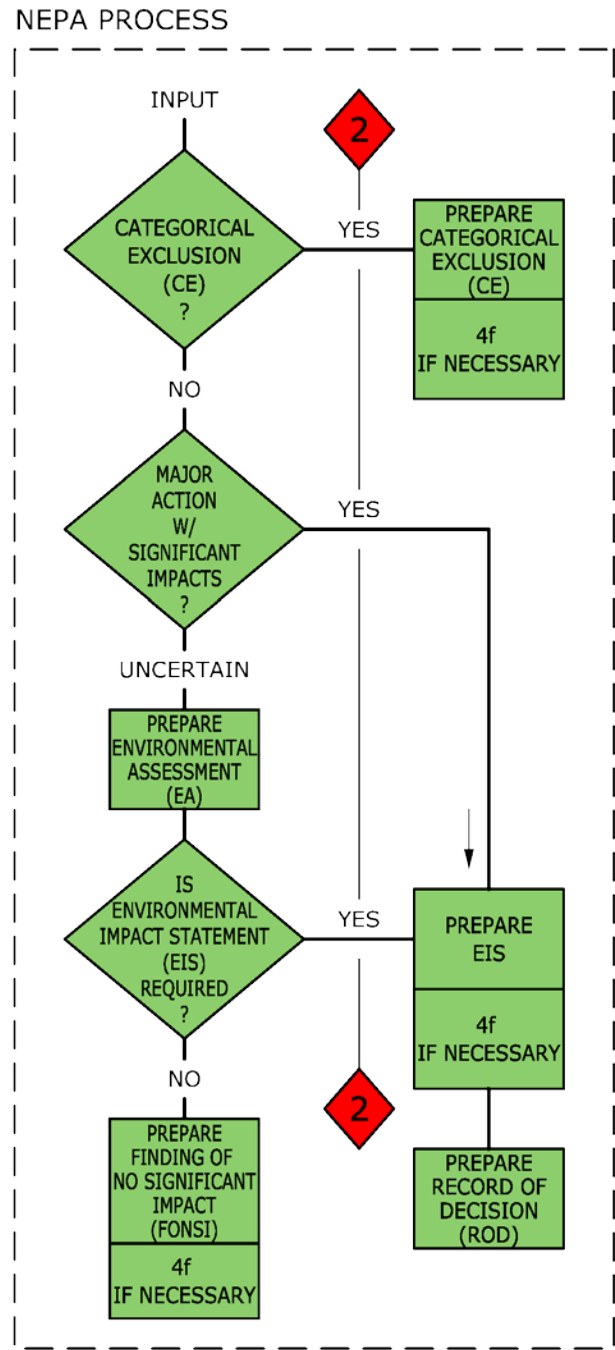 NEPA PROCESS
INPUT
2
CATEGORICAL
EXCLUSION
(CE)
?
YES
PREPARE
CATEGORICAL
EXCLUSION
(CE)
4f
IF NECESSARY
NO
MAJOR
ACTION
W/
SIGNIFICANT
IMPACTS
?
YES
UNCERTAIN
PREPARE
ENVIRONMENTAL
ASSESSMENT
(EA)
IS
ENVIRONMENTAL
IMPACT STATEMENT
(EIS)
REQUIRED
?
YES
PREPARE
EIS
4f
IF NECESSARY
NO
2
PREPARE
FINDING OF
NO SIGNIFICANT
IMPACT
(FONSI)
4f
IF NECESSARY
PREPARE
RECORD OF
DECISION
(ROD)